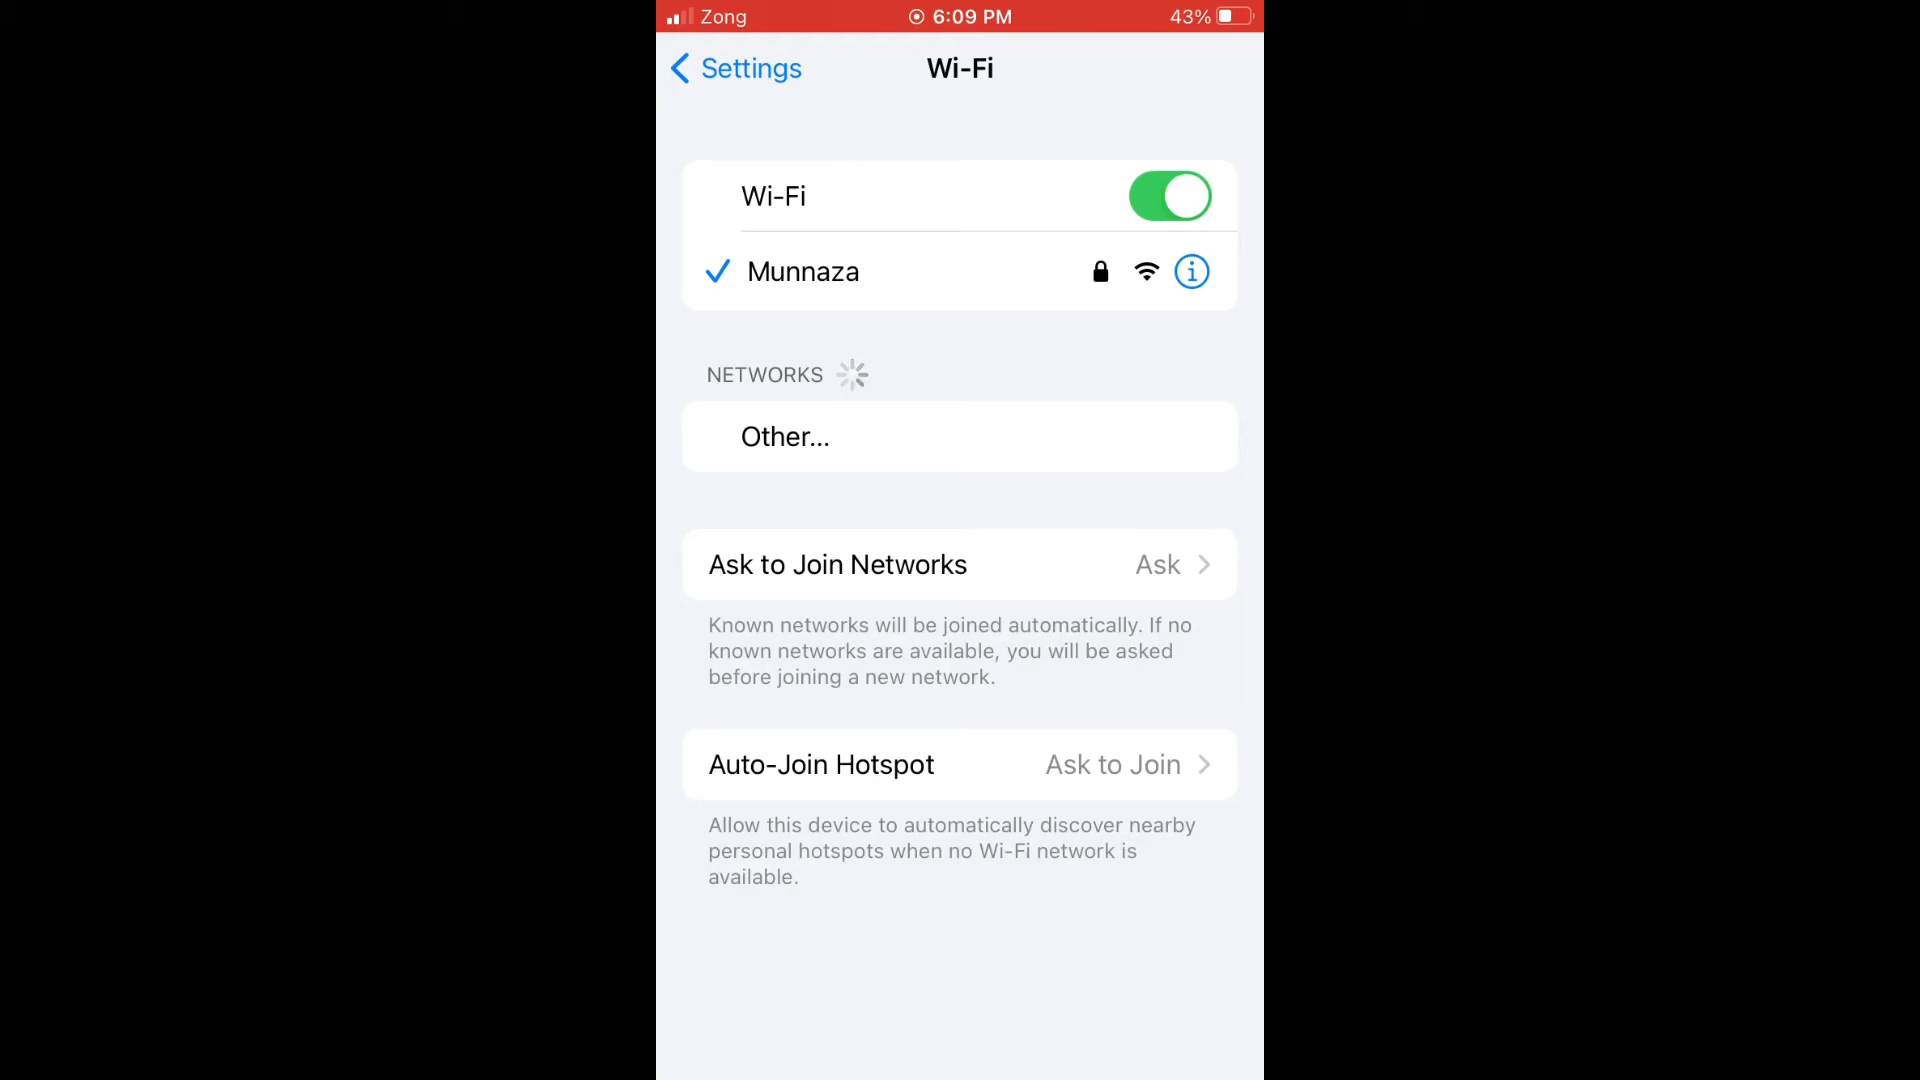 Zong 6:09 PM 43%
Settings Wi-Fi
Wi-Fi
Munnaza
NETWORKS
Other...
Ask to Join Networks Ask
Known networks will be joined automatically. If no
known networks are available, you will be asked
before joining a new network.
Auto-Join Hotspot Ask to Join
Allow this device to automatically discover nearby
personal hotspots when no Wi-Fi network is
available.